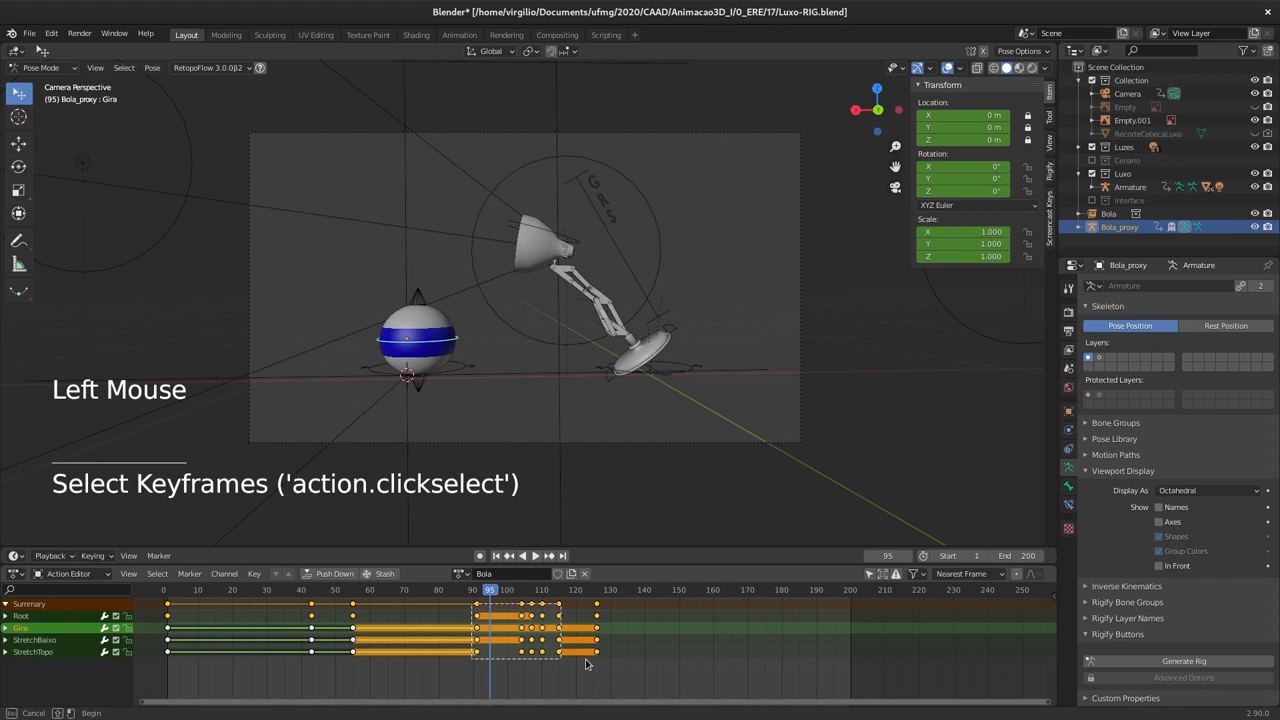 Blender* [/home/virgilio/Documents/ufmg/2020/CAAD/Animacao3D_I/0_ERE/17/Luxo-RIG.blend]
File Edit Render Window Help Layout Modeling Sculpting UV Editing Texture Paint Shading Animation Rendering Compositing Scripting + Scene View Layer
Global Pose Options
Pose Mode View Select Pose RetopoFlow 3.0.0β2
Camera Perspective
(95) Bola_proxy : Gira
X
Y
Z
Transform
Location:
X 0 m
Y 0 m
Z 0 m
Rotation:
X 0°
Y 0°
Z 0°
XYZ Euler
Scale:
X 1.000
Y 1.000
Z 1.000
Item
Tool
View
Rigify
Screencast Keys
Left Mouse
Select Keyframes ('action.clickselect')
Scene Collection
Collection
Camera
Empty
Empty.001
RecorteCabecaLuxo
Luzes
Cenario
Luxo
Armature
Interface
Bola
Bola_proxy
Bola_proxy Armature
Armature 2
Skeleton
Pose Position Rest Position
Layers:
Protected Layers:
Bone Groups
Pose Library
Motion Paths
Viewport Display
Display As Octahedral
Show Names
Axes
Shapes
Group Colors
In Front
Inverse Kinematics
Rigify Bone Groups
Rigify Layer Names
Rigify Buttons
Generate Rig
Advanced Options
Custom Properties
Playback Keying View Marker 95 Start 1 End 200
Action Editor View Select Marker Channel Key Push Down Stash Bola Nearest Frame
0 10 20 30 40 50 60 70 80 90 95 100 110 120 130 140 150 160 170 180 190 200 210 220 230 240 250
Summary
Root
Gira
StretchBaixo
StretchTopo
Cancel Begin 2.90.0